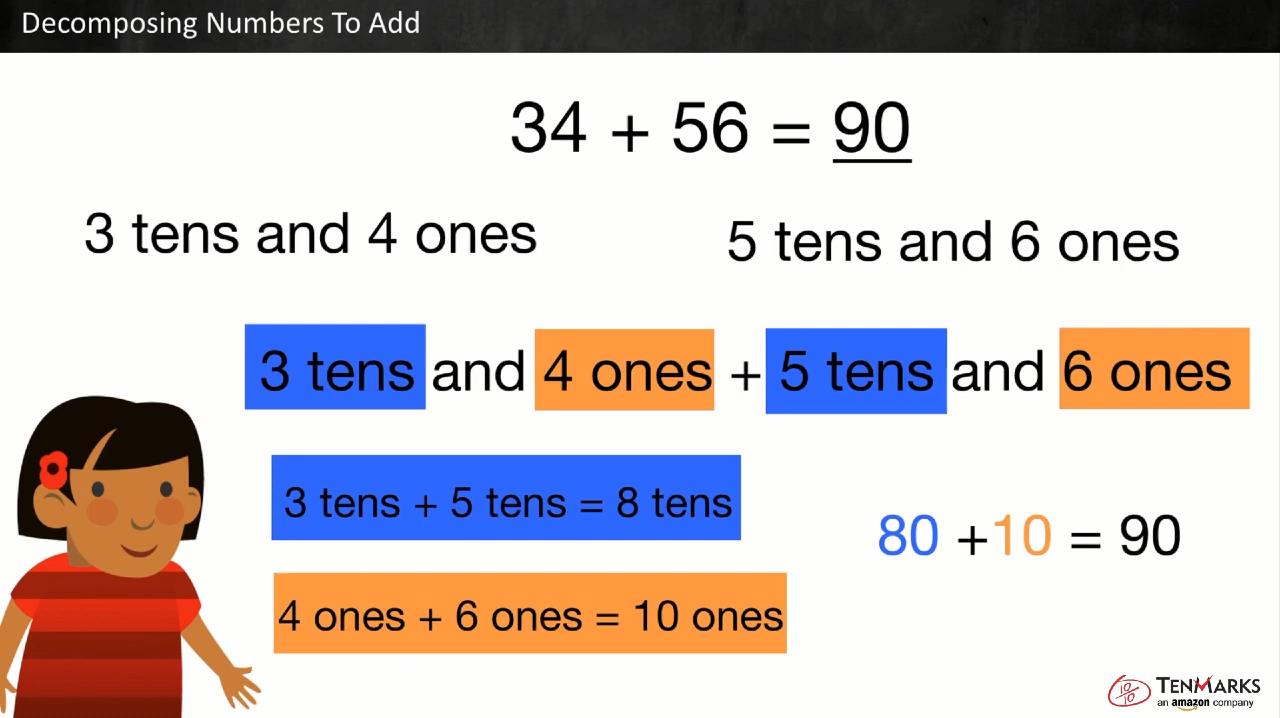 Decomposing Numbers To Add
34 + 56 = 90
3 tens and 4 ones
5 tens and 6 ones
3 tens and 4 ones + 5 tens and 6 ones
3 tens + 5 tens = 8 tens
80 +10 = 90
4 ones + 6 ones = 10 ones
10/10 TENMARKS
an amazon company